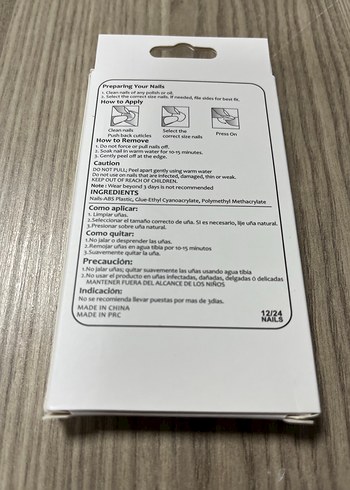 Preparing Your Nails
1. Clean nails of any polish or oil.
2. Select the correct size nails. If needed, file sides for best fit.
How to Apply
Clean nails
Push back cuticles
Select the
correct size nails
Press On
How to Remove
1. Do not force or pull nails off.
2. Soak nail in warm water for 10-15 minutes.
3. Gently peel off at the edge.
Caution
DO NOT PULL; Peel apart gently using warm water
Do not use on nails that are infected, damaged, thin or weak.
KEEP OUT OF REACH OF CHILDREN.
Note : Wear beyond 3 days is not recommended
INGREDIENTS
Nails-ABS Plastic, Glue-Ethyl Cyanoacrylate, Polymethyl Methacrylate
Como aplicar:
1. Limpiar uñas.
2.Seleccionar el tamaño correcto de uña. Si es necesario, lije uña natural.
3.Presionar sobre uña natural.
Como quitar:
1.No jalar o desprender las uñas.
2.Remojar uñas en agua tibia por 10-15 minutos
3.Suavemente quitar la uña.
Precaución:
1.No jalar uñas; quitar suavemente las uñas usando agua tibia
2.No usar el producto en uñas infectadas, dañadas, delgadas ó delicadas
MANTENER FUERA DEL ALCANCE DE LOS NIÑOS
Indicación:
No se recomienda llevar puestas por mas de 3dias.
MADE IN CHINA
MADE IN PRC
12/24
NAILS